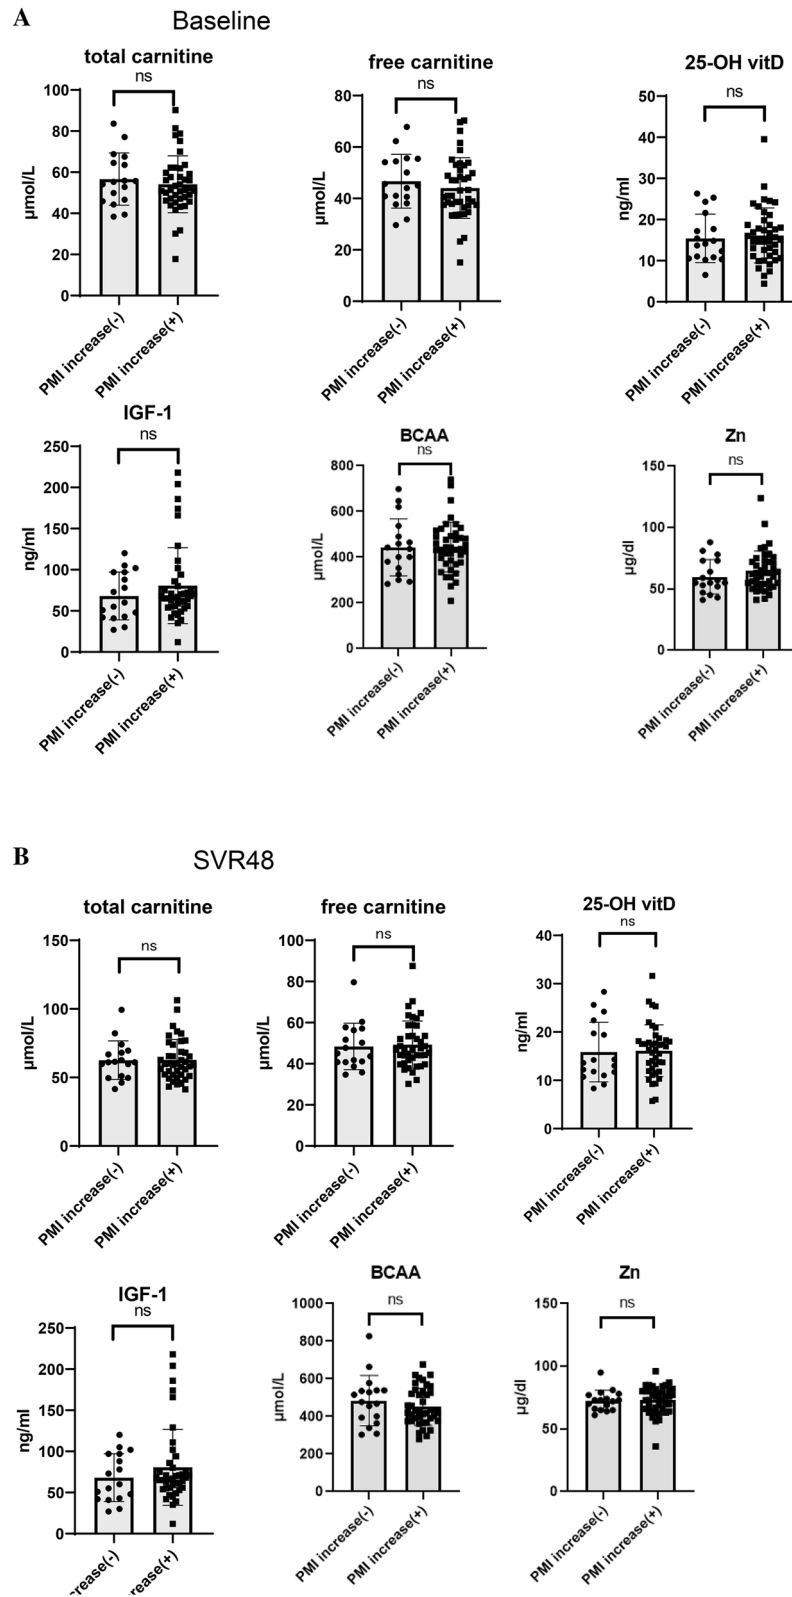 A
Baseline
total carnitine
ns
100
80
60
40
20
0
µmol/L
PMI increase(-)
PMI increase(+)
free carnitine
ns
80
60
40
20
0
µmol/L
PMI increase(-)
PMI increase(+)
25-OH vitD
ns
50
40
30
20
10
0
ng/ml
PMI increase(-)
PMI increase(+)
IGF-1
ns
250
200
150
100
50
0
ng/ml
PMI increase(-)
PMI increase(+)
BCAA
ns
800
600
400
200
0
µmol/L
PMI increase(-)
PMI increase(+)
Zn
ns
150
100
50
0
µg/dl
PMI increase(-)
PMI increase(+)
B
SVR48
total carnitine
ns
150
100
50
0
µmol/L
PMI increase(-)
PMI increase(+)
free carnitine
ns
100
80
60
40
20
0
µmol/L
PMI increase(-)
PMI increase(+)
25-OH vitD
ns
40
30
20
10
0
ng/ml
PMI increase(-)
PMI increase(+)
IGF-1
ns
250
200
150
100
50
0
ng/ml
crease(-)
rease(+)
BCAA
ns
1000
800
600
400
200
0
µmol/L
PMI increase(-)
PMI increase(+)
Zn
ns
150
100
50
0
µg/dl
PMI increase(-)
PMI increase(+)